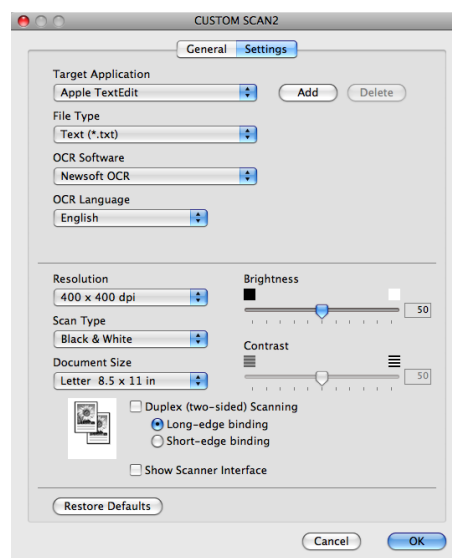 CUSTOM SCAN2
General Settings
Target Application
Apple TextEdit Add Delete
File Type
Text (*.txt)
OCR Software
Newsoft OCR
OCR Language
English
Resolution Brightness
400 x 400 dpi
50
Scan Type
Black & White
Contrast
Document Size
Letter 8.5 x 11 in 50
Duplex (two-sided) Scanning
Long-edge binding
Short-edge binding
Show Scanner Interface
Restore Defaults
Cancel OK